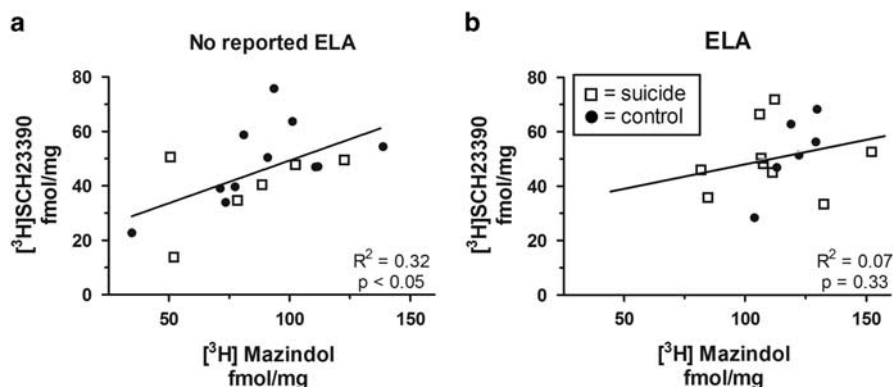 a
No reported ELA
[³H]SCH23390
fmol/mg
80
60
40
20
0
50
100
150
R² = 0.32
p < 0.05
[³H] Mazindol
fmol/mg
b
ELA
[³H]SCH23390
fmol/mg
80
60
40
20
0
50
100
150
□ = suicide
● = control
R² = 0.07
p = 0.33
[³H] Mazindol
fmol/mg